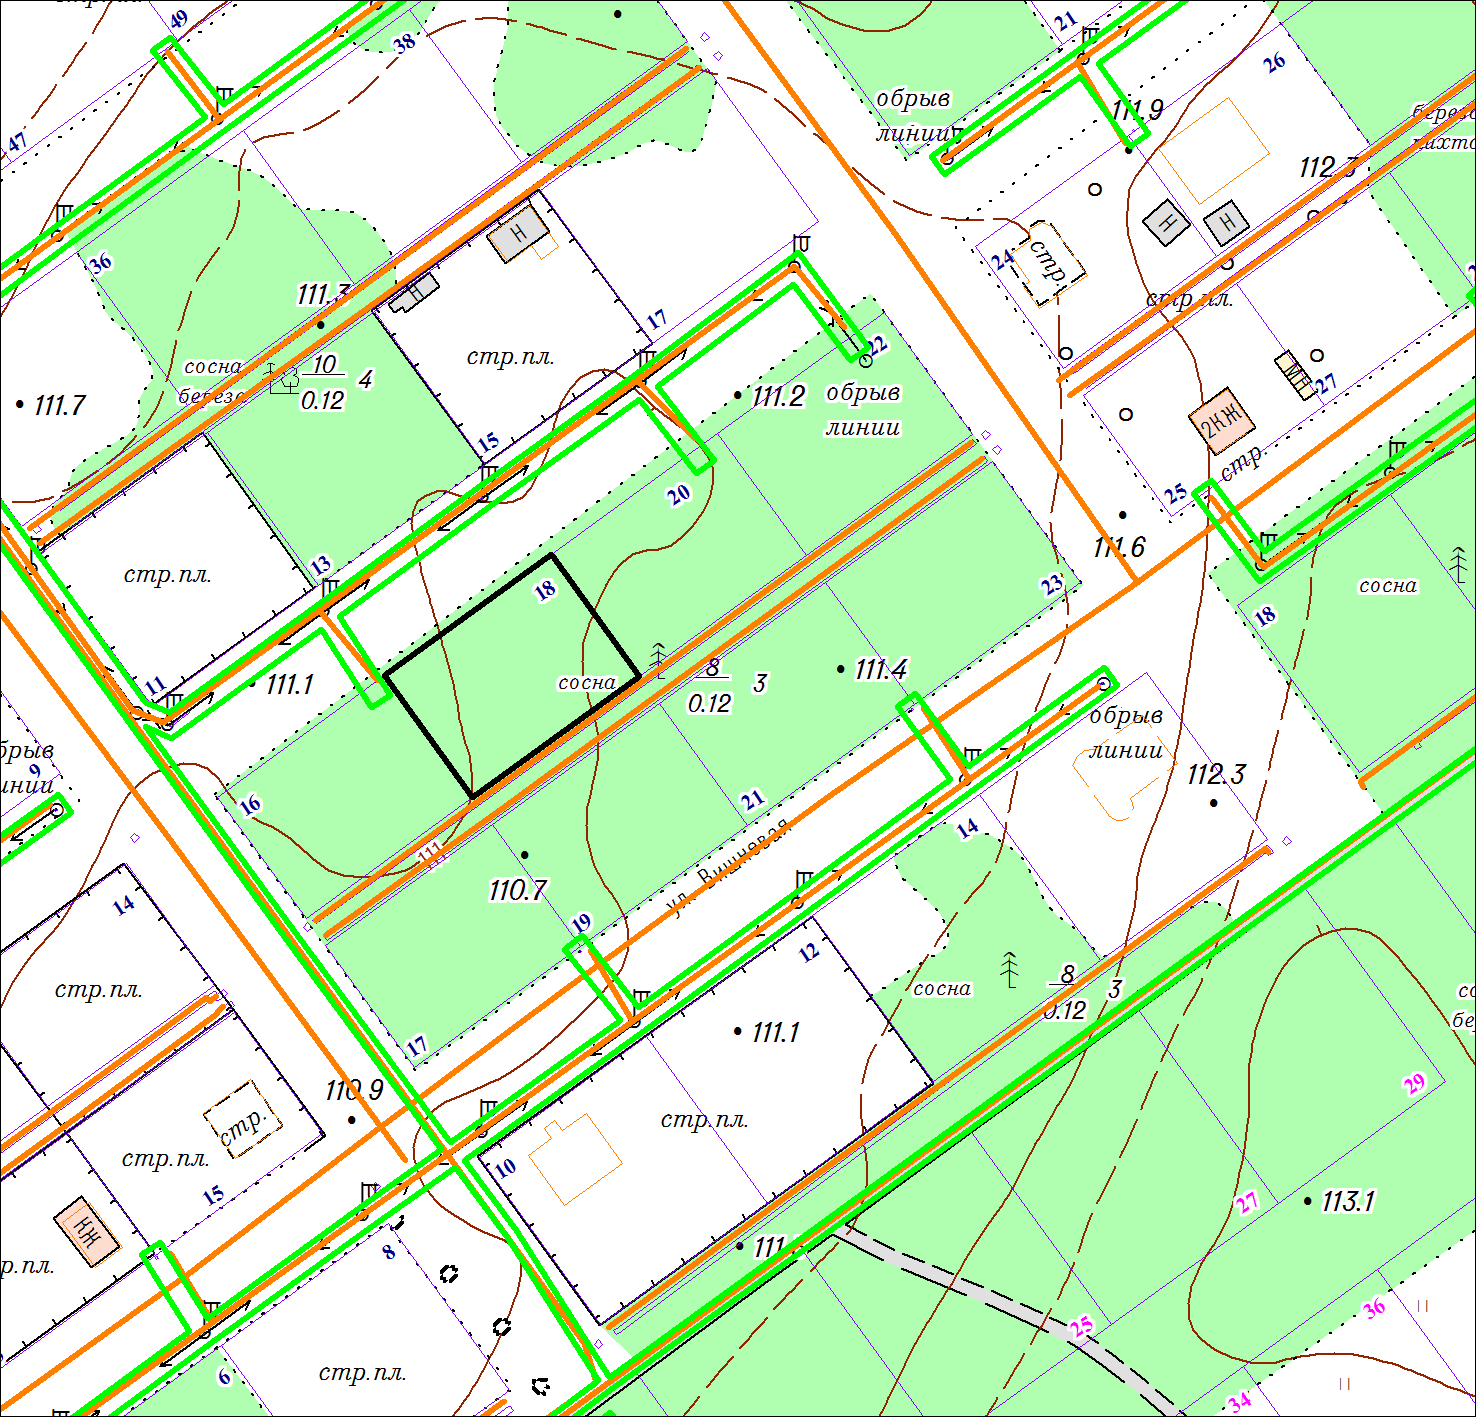 49
38
21
26
47
обрыв
линии
111.9
112.3
36
24
стр.
стр.пл.
Н
Н
Н
Н
111.3
17
стр.пл.
22
сосна
береза
10
0.12
4
111.7
111.2
обрыв
линии
МН
27
2КЖ
стр.
25
15
20
111.6
13
стр.пл.
18
23
сосна
18
11
111.1
сосна
8
0.12
3
111.4
обрыв
линии
9
16
21
14
112.3
111
ул. Вишневая
110.7
14
19
12
стр.пл.
сосна
8
0.12
3
17
111.1
110.9
стр.пл.
29
стр.
стр.пл.
10
15
27
113.1
КЖ
8
25
36
6
стр.пл.
34